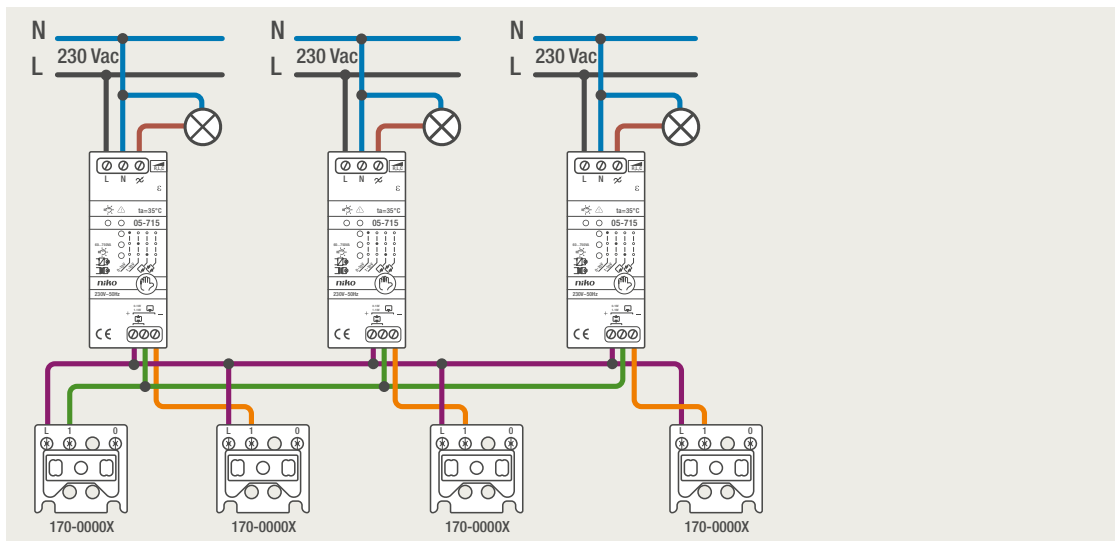 N N N
230 Vac 230 Vac 230 Vac
L L L
R,L,C R,L,C R,L,C
L N L N L N
ε ε ε
ta=35°C ta=35°C ta=35°C
05-715 05-715 05-715
niko niko niko
230V~50Hz 230V~50Hz 230V~50Hz
+ – + – + –
CE CE CE
L 1 0 L 1 0 L 1 0 L 1 0
170-0000X 170-0000X 170-0000X 170-0000X